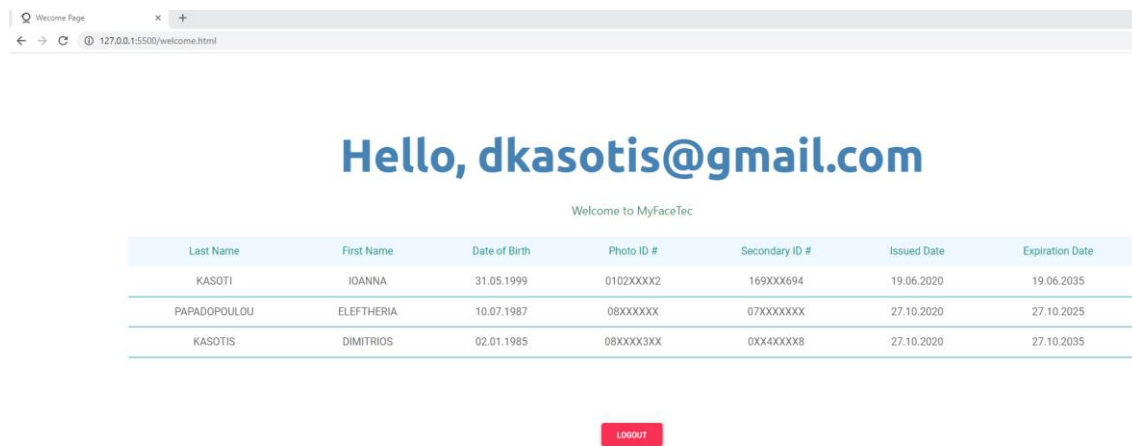 Wecome Page
127.0.0.1:5500/welcome.html
Hello, dkasotis@gmail.com
Welcome to MyFaceTec
Last Name First Name Date of Birth Photo ID # Secondary ID # Issued Date Expiration Date
KASOTI IOANNA 31.05.1999 0102XXXX2 169XXX694 19.06.2020 19.06.2035
PAPADOPOULOU ELEFTHERIA 10.07.1987 08XXXXXX 07XXXXXXX 27.10.2020 27.10.2025
KASOTIS DIMITRIOS 02.01.1985 08XXXX3XX 0XX4XXXX8 27.10.2020 27.10.2035
LOGOUT